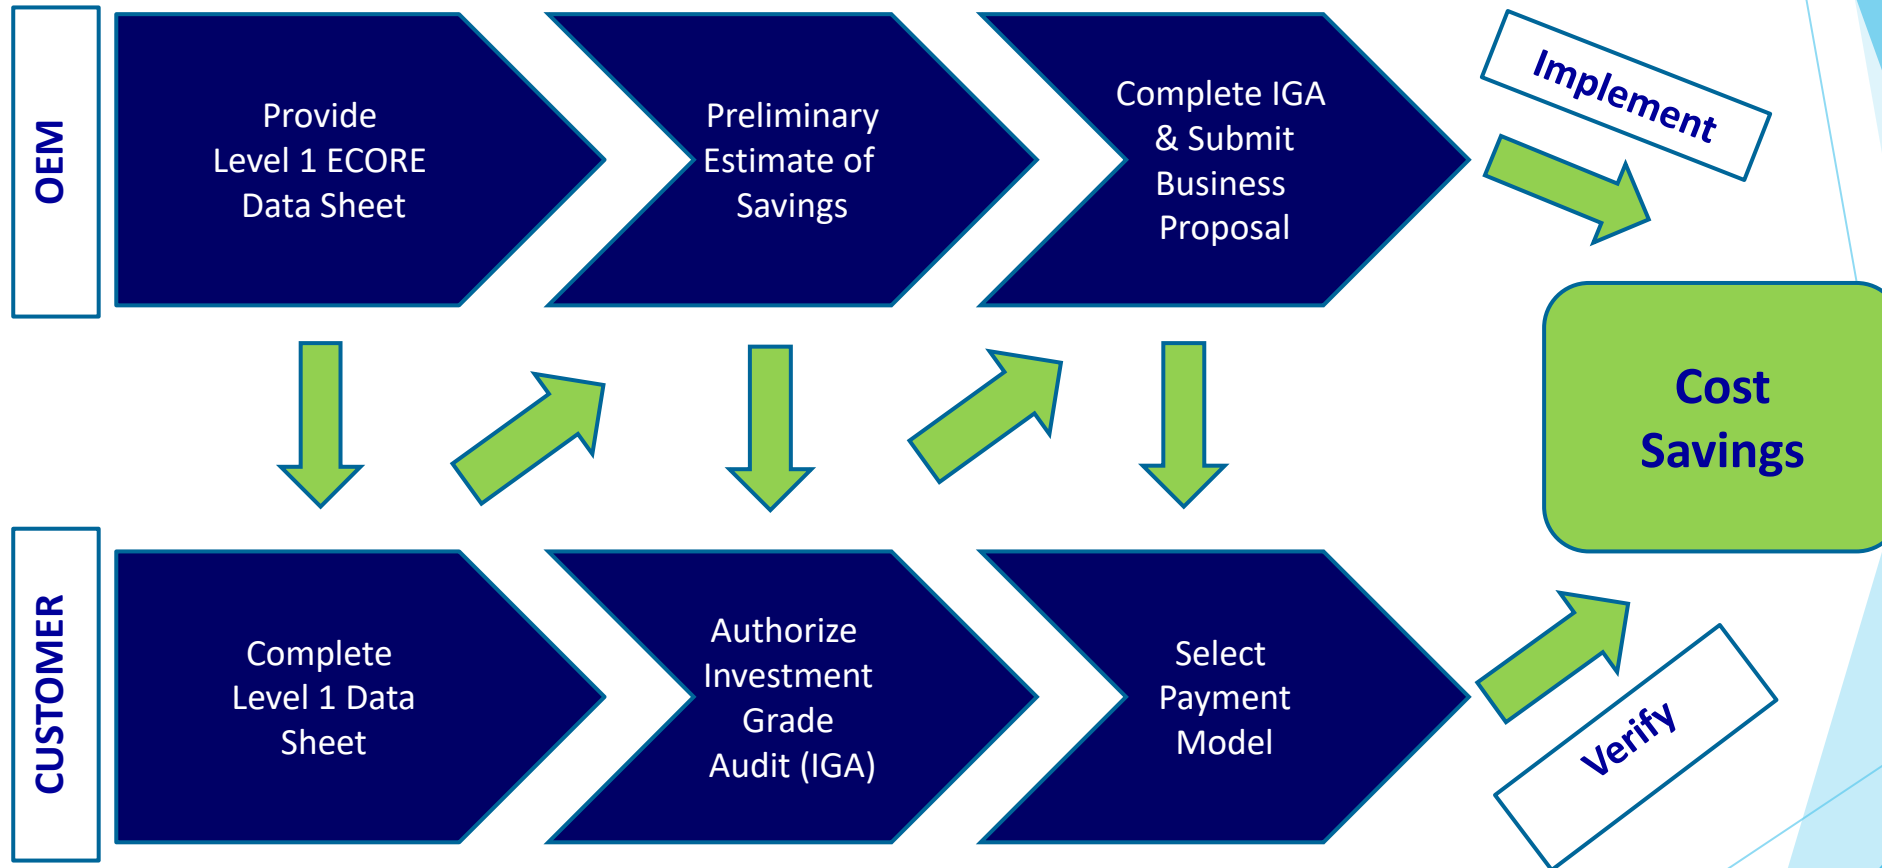 OEM
Provide
Level 1 ECORE
Data Sheet
Preliminary
Estimate of
Savings
Complete IGA
& Submit
Business
Proposal
Implement
Cost
Savings
CUSTOMER
Complete
Level 1 Data
Sheet
Authorize
Investment
Grade
Audit (IGA)
Select
Payment
Model
Verify